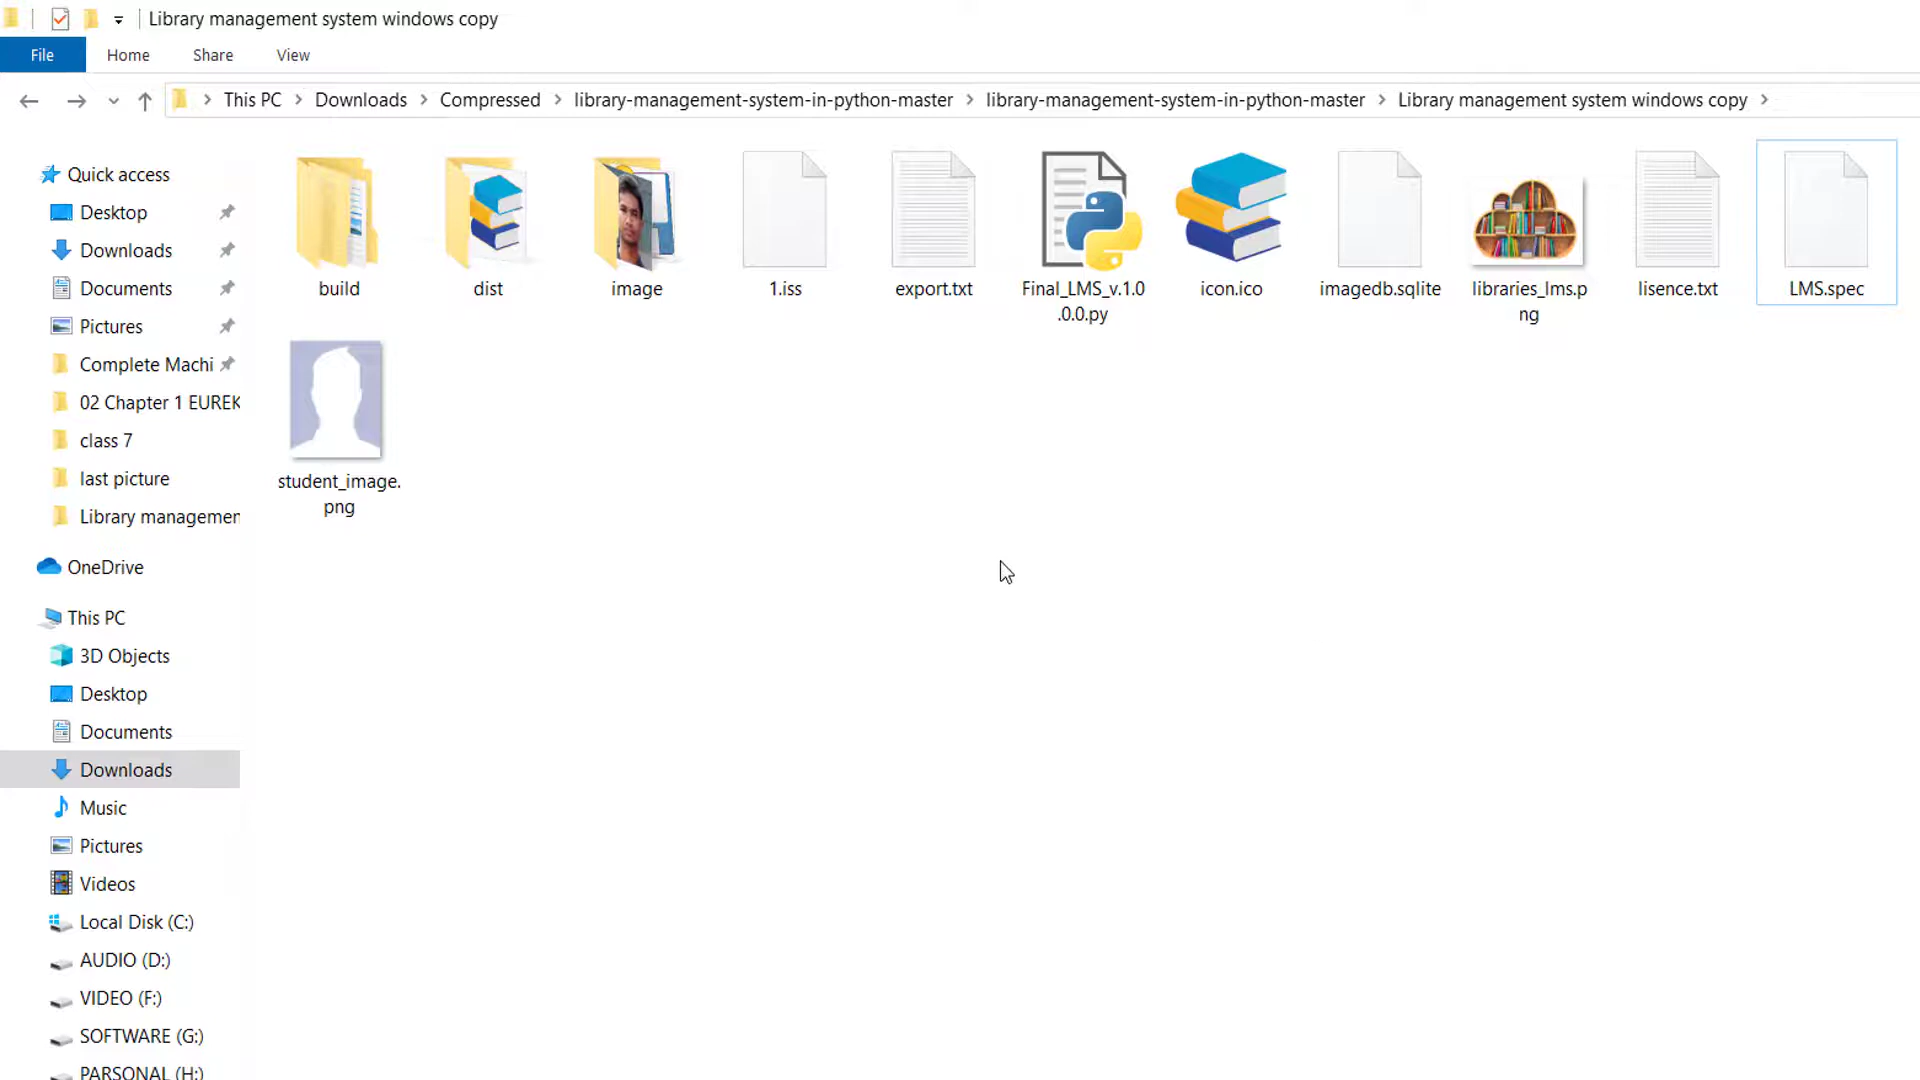 Library management system windows copy
File Home Share View
This PC Downloads Compressed library-management-system-in-python-master library-management-system-in-python-master Library management system windows copy
Quick access
Desktop
Downloads
Documents
Pictures
Complete Machi
02 Chapter 1 EUREK
class 7
last picture
Library managemen
OneDrive
This PC
3D Objects
Desktop
Documents
Downloads
Music
Pictures
Videos
Local Disk (C:)
AUDIO (D:)
VIDEO (F:)
SOFTWARE (G:)
PARSONAL (H:)
build
dist
image
1.iss
export.txt
Final_LMS_v.1.0
.0.0.py
icon.ico
imagedb.sqlite
libraries_lms.p
ng
lisence.txt
LMS.spec
student_image.
png